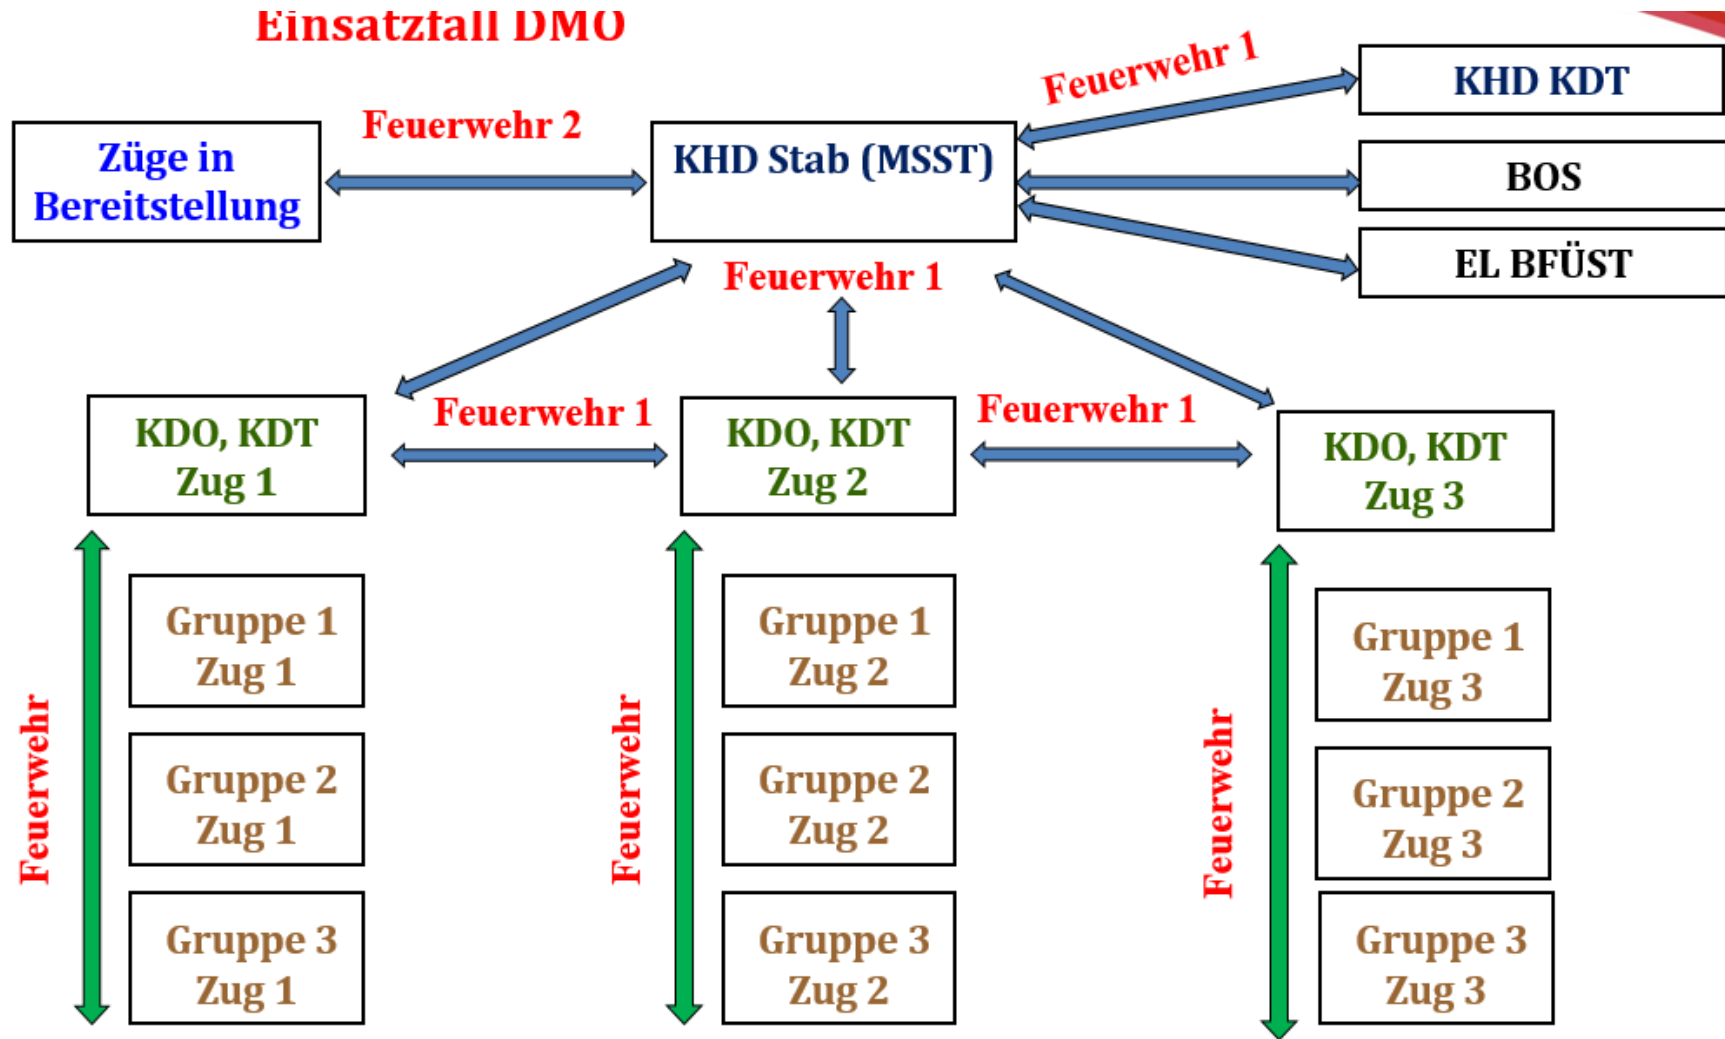 Einsatzfall DMO
Feuerwehr 1
KHD KDT
Feuerwehr 2
Züge in
Bereitstellung
KHD Stab (MSST)
BOS
EL BFÜST
Feuerwehr 1
Feuerwehr 1
Feuerwehr 1
KDO, KDT
Zug 1
KDO, KDT
Zug 2
KDO, KDT
Zug 3
Feuerwehr
Gruppe 1
Zug 1
Gruppe 2
Zug 1
Gruppe 3
Zug 1
Feuerwehr
Gruppe 1
Zug 2
Gruppe 2
Zug 2
Gruppe 3
Zug 2
Feuerwehr
Gruppe 1
Zug 3
Gruppe 2
Zug 3
Gruppe 3
Zug 3